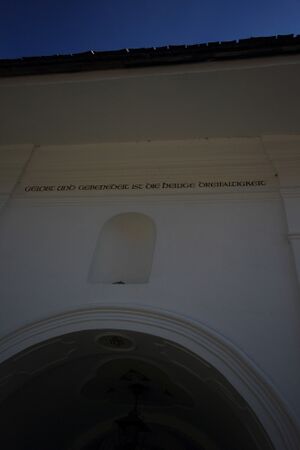 GELOBT UND GEBENEDEIT IST DIE HEILIGE DREIFALTIGKEIT